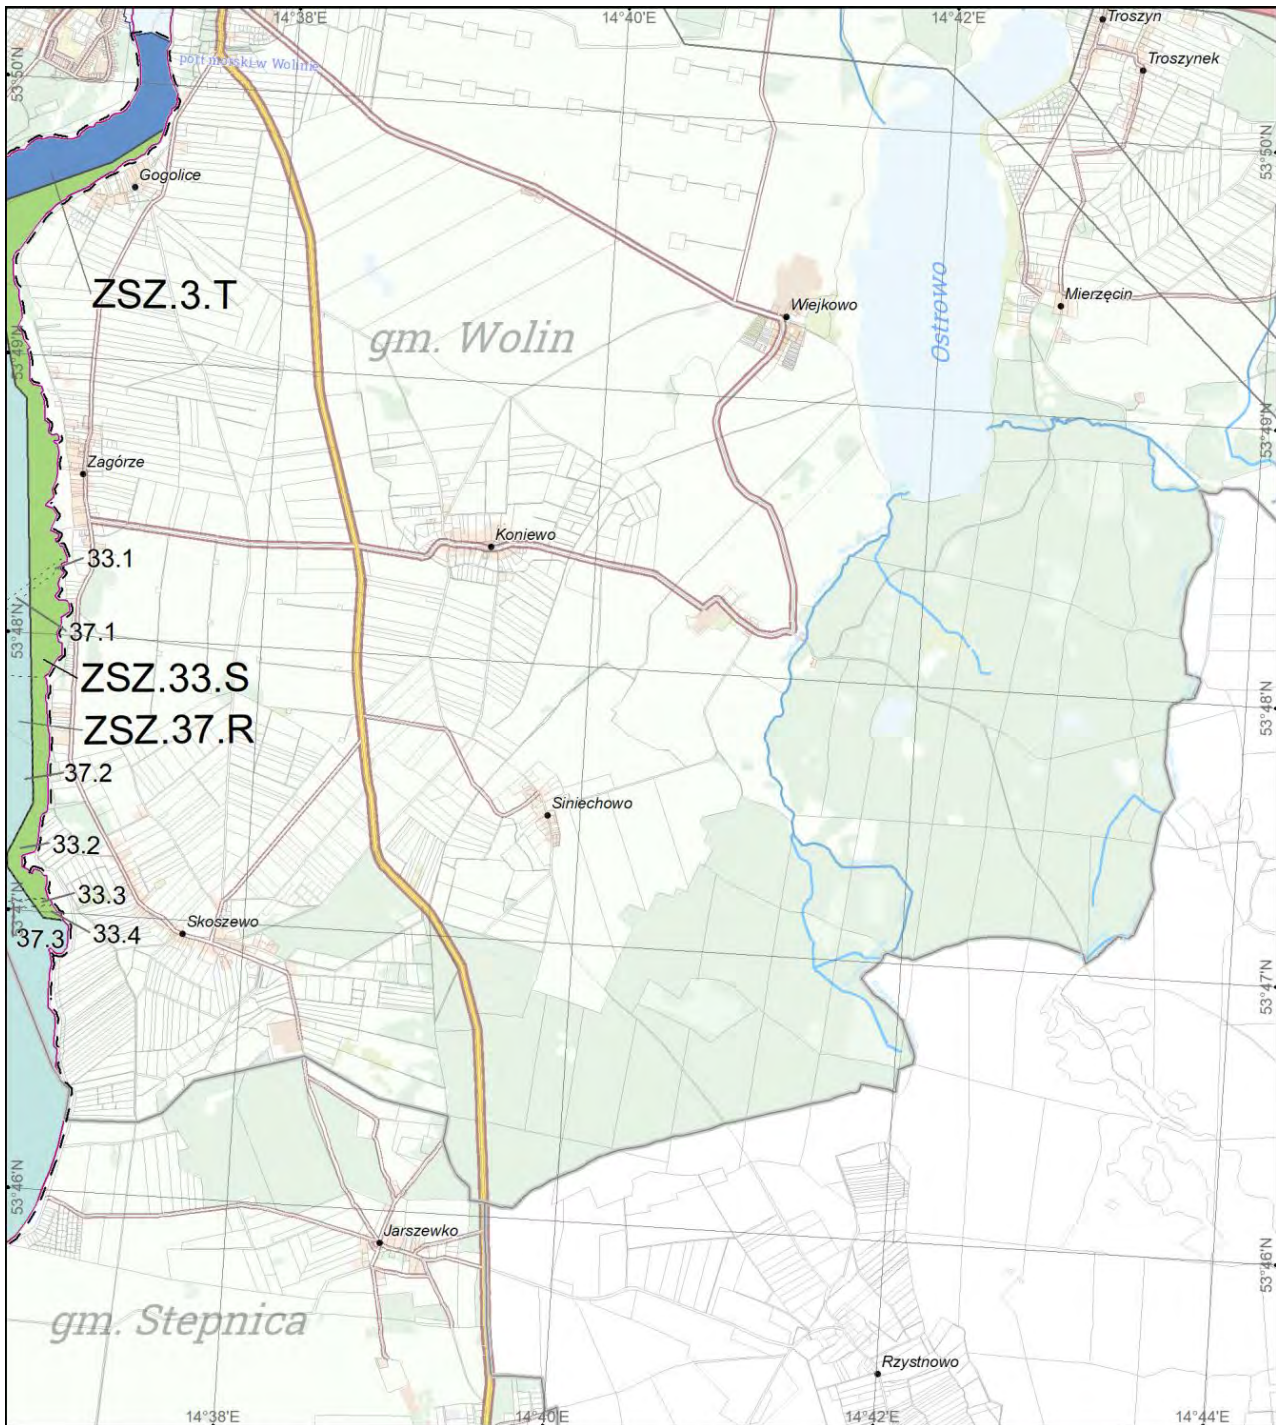 14°38'E
14°40'E
14°42'E
Troszyn
Troszynek
port morski w Wolinie
53°50'N
53°50'N
Gogolice
ZSZ.3.T
Wiejkowo
Ostrowo
Mierzęcin
gm. Wolin
53°49'N
53°49'N
Zagórze
Koniewo
33.1
53°48'N
37.1
ZSZ.33.S
53°48'N
ZSZ.37.R
37.2
Siniechowo
33.2
33.3
53°47'N
Skoszewo
33.4
37.3
53°47'N
53°46'N
Jarszewko
53°46'N
gm. Stepnica
Rzystnowo
14°38'E
14°40'E
14°42'E
14°44'E